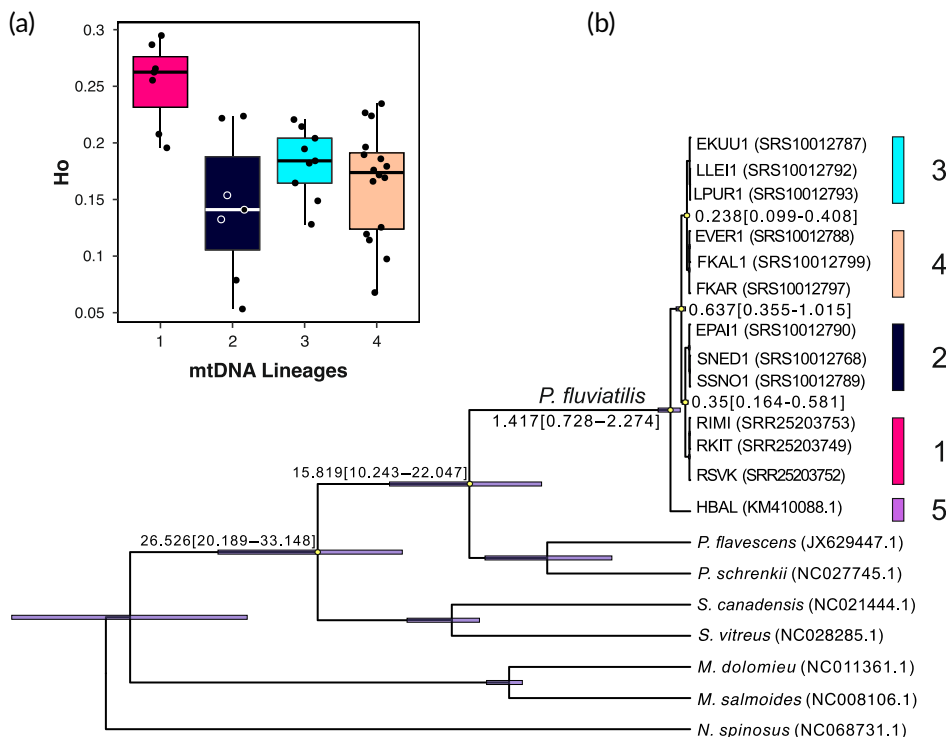 (a)
0.3
0.25
0.2
0.15
0.1
0.05
Ho
1
2
3
4
mtDNA Lineages
(b)
EKUU1 (SRS10012787)
LLEI1 (SRS10012792)
LPUR1 (SRS10012793)
3
0.238[0.099-0.408]
EVER1 (SRS10012788)
FKAL1 (SRS10012799)
FKAR (SRS10012797)
4
0.637[0.355-1.015]
EPAI1 (SRS10012790)
SNED1 (SRS10012768)
SSNO1 (SRS10012789)
2
0.35[0.164-0.581]
P. fluviatilis
1.417[0.728-2.274]
RIMI (SRR25203753)
RKIT (SRR25203749)
RSVK (SRR25203752)
1
HBAL (KM410088.1)
5
15.819[10.243–22.047]
26.526[20.189–33.148]
P. flavescens (JX629447.1)
P. schrenkii (NC027745.1)
S. canadensis (NC021444.1)
S. vitreus (NC028285.1)
M. dolomieu (NC011361.1)
M. salmoides (NC008106.1)
N. spinosus (NC068731.1)